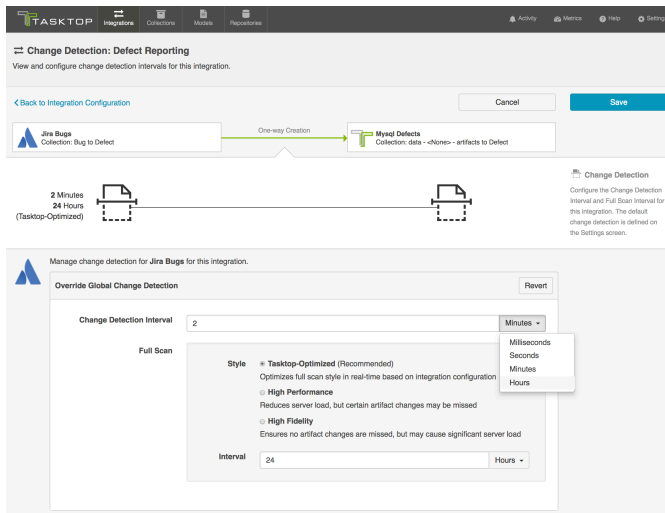 TASKTOP
Integrations
Collections
Models
Repositories
Activity
Metrics
Help
Setting
Change Detection: Defect Reporting
View and configure change detection intervals for this integration.
Back to Integration Configuration
Cancel
Save
Jira Bugs
Collection: Bug to Defect
One-way Creation
Mysql Defects
Collection: data - <None> - artifacts to Defect
2 Minutes
24 Hours
(Tasktop-Optimized)
Change Detection
Configure the Change Detection
Interval and Full Scan Interval for
this integration. The default
change detection is defined on
the Settings screen.
Manage change detection for Jira Bugs for this integration.
Override Global Change Detection
Revert
Change Detection Interval
2
Minutes
Milliseconds
Seconds
Minutes
Hours
Full Scan
Style
Tasktop-Optimized (Recommended)
Optimizes full scan style in real-time based on integration configuration
High Performance
Reduces server load, but certain artifact changes may be missed
High Fidelity
Ensures no artifact changes are missed, but may cause significant server load
Interval
24
Hours